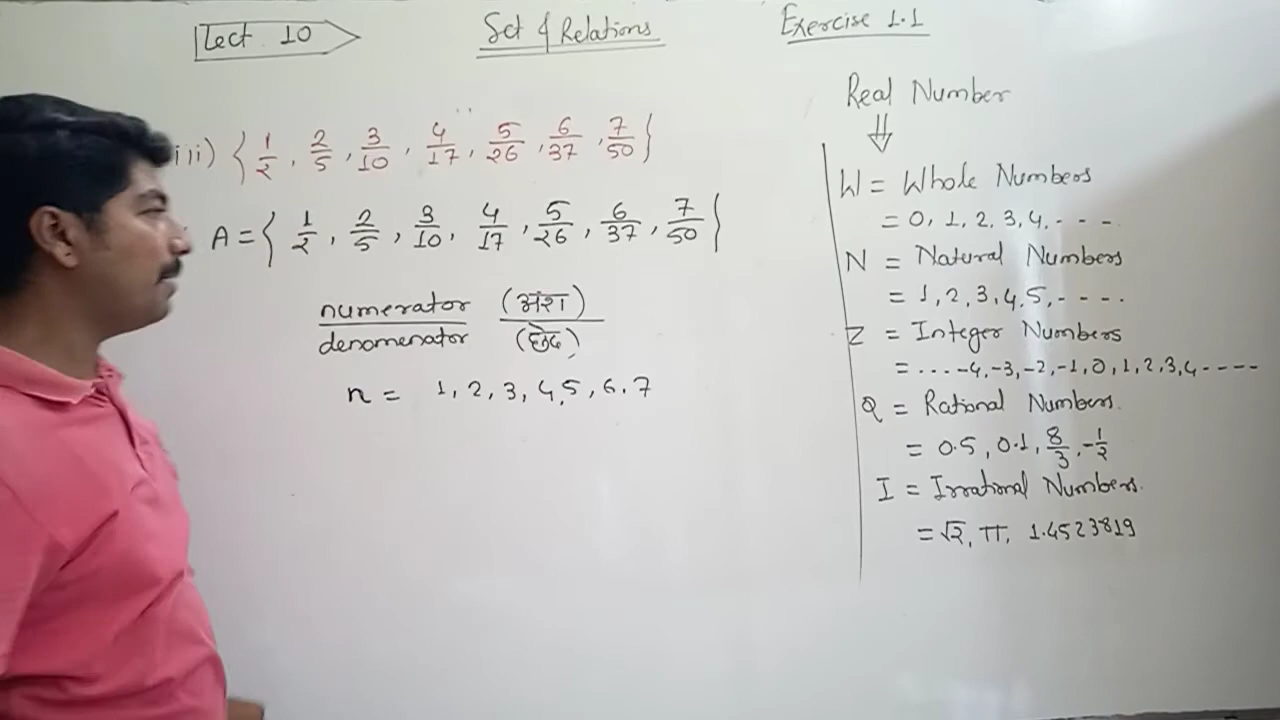 Lect 10
Set & Relations
Exercise 1.1
iii) { 1/2, 2/5, 3/10, 4/17, 5/26, 6/37, 7/50 }
A = { 1/2, 2/5, 3/10, 4/17, 5/26, 6/37, 7/50 }
numerator (अंश)
denomenator (छेद)
n = 1, 2, 3, 4, 5, 6, 7
Real Number
⇓
W = Whole Numbers
= 0, 1, 2, 3, 4, - - -
N = Natural Numbers
= 1, 2, 3, 4, 5, - - - -
Z = Integer Numbers
= .... -4, -3, -2, -1, 0, 1, 2, 3, 4 - - - - -
Q = Rational Numbers.
= 0.5, 0.1, 8/3, -1/2
I = Irrational Numbers.
= √2, π, 1.4523819